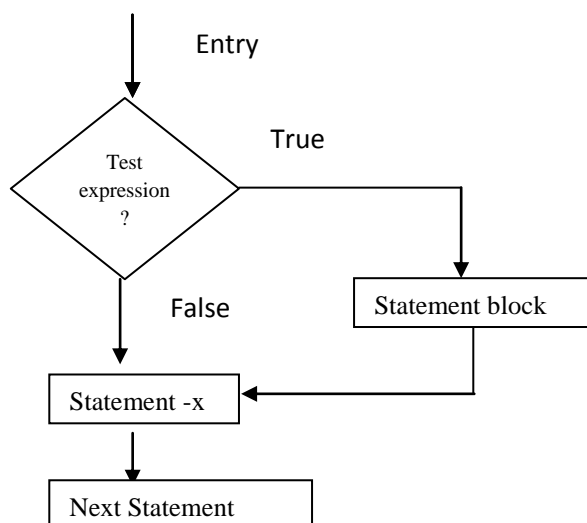 Entry
True
Test
expression
?
False
Statement block
Statement -x
Next Statement